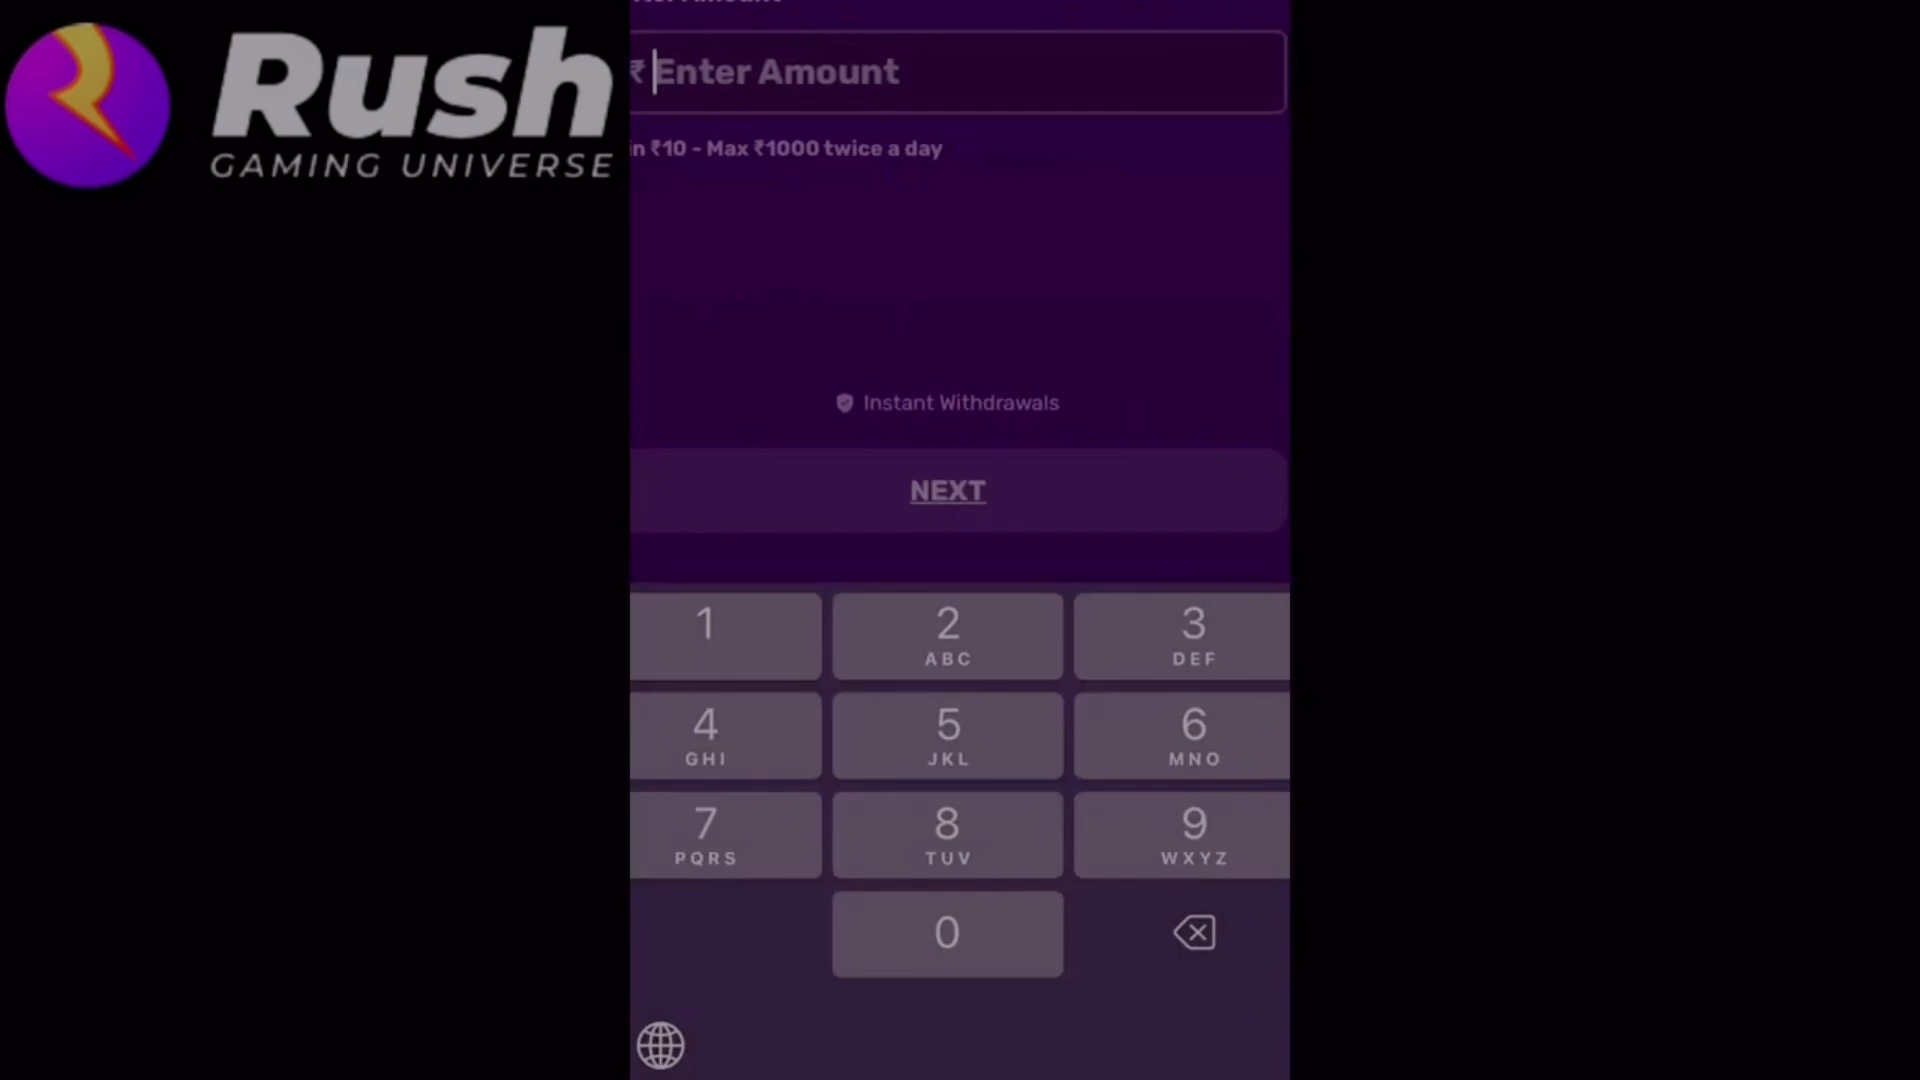 Rush
GAMING UNIVERSE
₹ Enter Amount
in ₹10 - Max ₹1000 twice a day
Instant Withdrawals
NEXT
1
2
ABC
3
DEF
4
GHI
5
JKL
6
MNO
7
PQRS
8
TUV
9
WXYZ
0